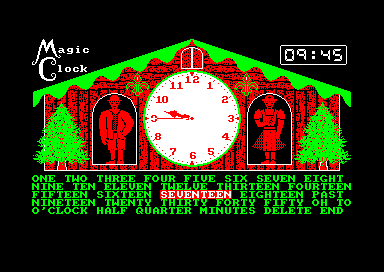 Magic
Clock
09:45
12
11 1
10 2
9 3
8 4
7 5
6
ONE TWO THREE FOUR FIVE SIX SEVEN EIGHT
NINE TEN ELEVEN TWELVE THIRTEEN FOURTEEN
FIFTEEN SIXTEEN SEVENTEEN EIGHTEEN PAST
NINETEEN TWENTY THIRTY FORTY FIFTY OH TO
O'CLOCK HALF QUARTER MINUTES DELETE END